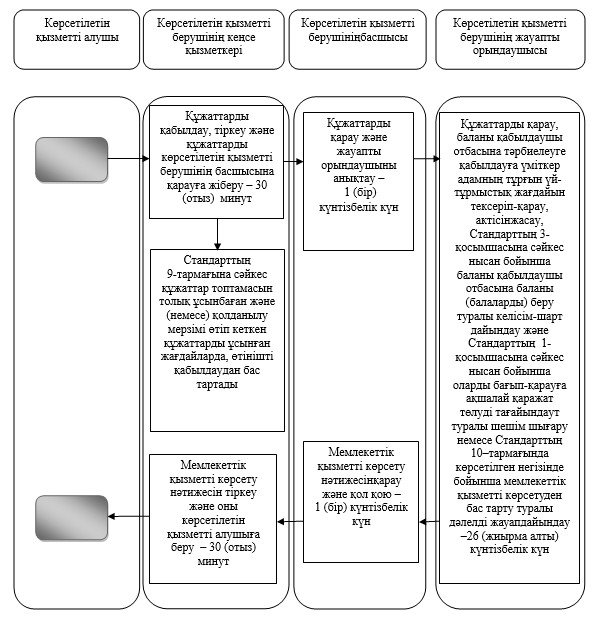 Көрсетілетін
қызметті алушы
Көрсетілетін қызметті
берушінің кеңсе
қызметкері
Көрсетілетін қызметті
берушініңбасшысы
Көрсетілетін қызметті
берушінің жауапты
орындаушысы
Құжаттарды
қабылдау, тіркеу және
құжаттарды
көрсетілетін қызметті
берушінің басшысына
қарауға жіберу – 30
(отыз) минут
Стандарттың
9-тармағына сәйкес
құжаттар топтамасын
толық ұсынбаған және
(немесе) қолданылу
мерзімі өтіп кеткен
құжаттарды ұсынған
жағдайларда, өтінішті
қабылдаудан бас
тартады
Құжаттарды
қарау және
жауапты
орындаушыны
анықтау –
1 (бір)
күнтізбелік күн
Құжаттарды қарау,
баланы қабылдаушы
отбасына тәрбиелеуге
қабылдауға үміткер
адамның тұрғын үй-
тұрмыстық жағдайын
тексеріп-қарау,
актісінжасау,
Стандарттың 3-
қосымшасына сәйкес
нысан бойынша
баланы қабылдаушы
отбасына баланы
(балаларды) беру
туралы келісім-шарт
дайындау және
Стандарттың 1-
қосымшасына сәйкес
нысан бойынша
оларды бағып-қарауға
ақшалай қаражат
төлуді тағайындаут
туралы шешім шығару
немесе Стандарттың
10–тармағында
көрсетілген негізінде
бойынша мемлекеттік
қызметті көрсетуден
бас тарту туралы
дәлелді жауапдайындау
–26 (жиырма алты)
күнтізбелік күн
Мемлекеттік
қызметті көрсету
нәтижесінқарау
және қол қою –
1 (бір) күнтізбелік
күн
Мемлекеттік
қызметті көрсету
нәтижесін тіркеу
және оны
көрсетілетін
қызметті алушыға
беру – 30 (отыз)
минут